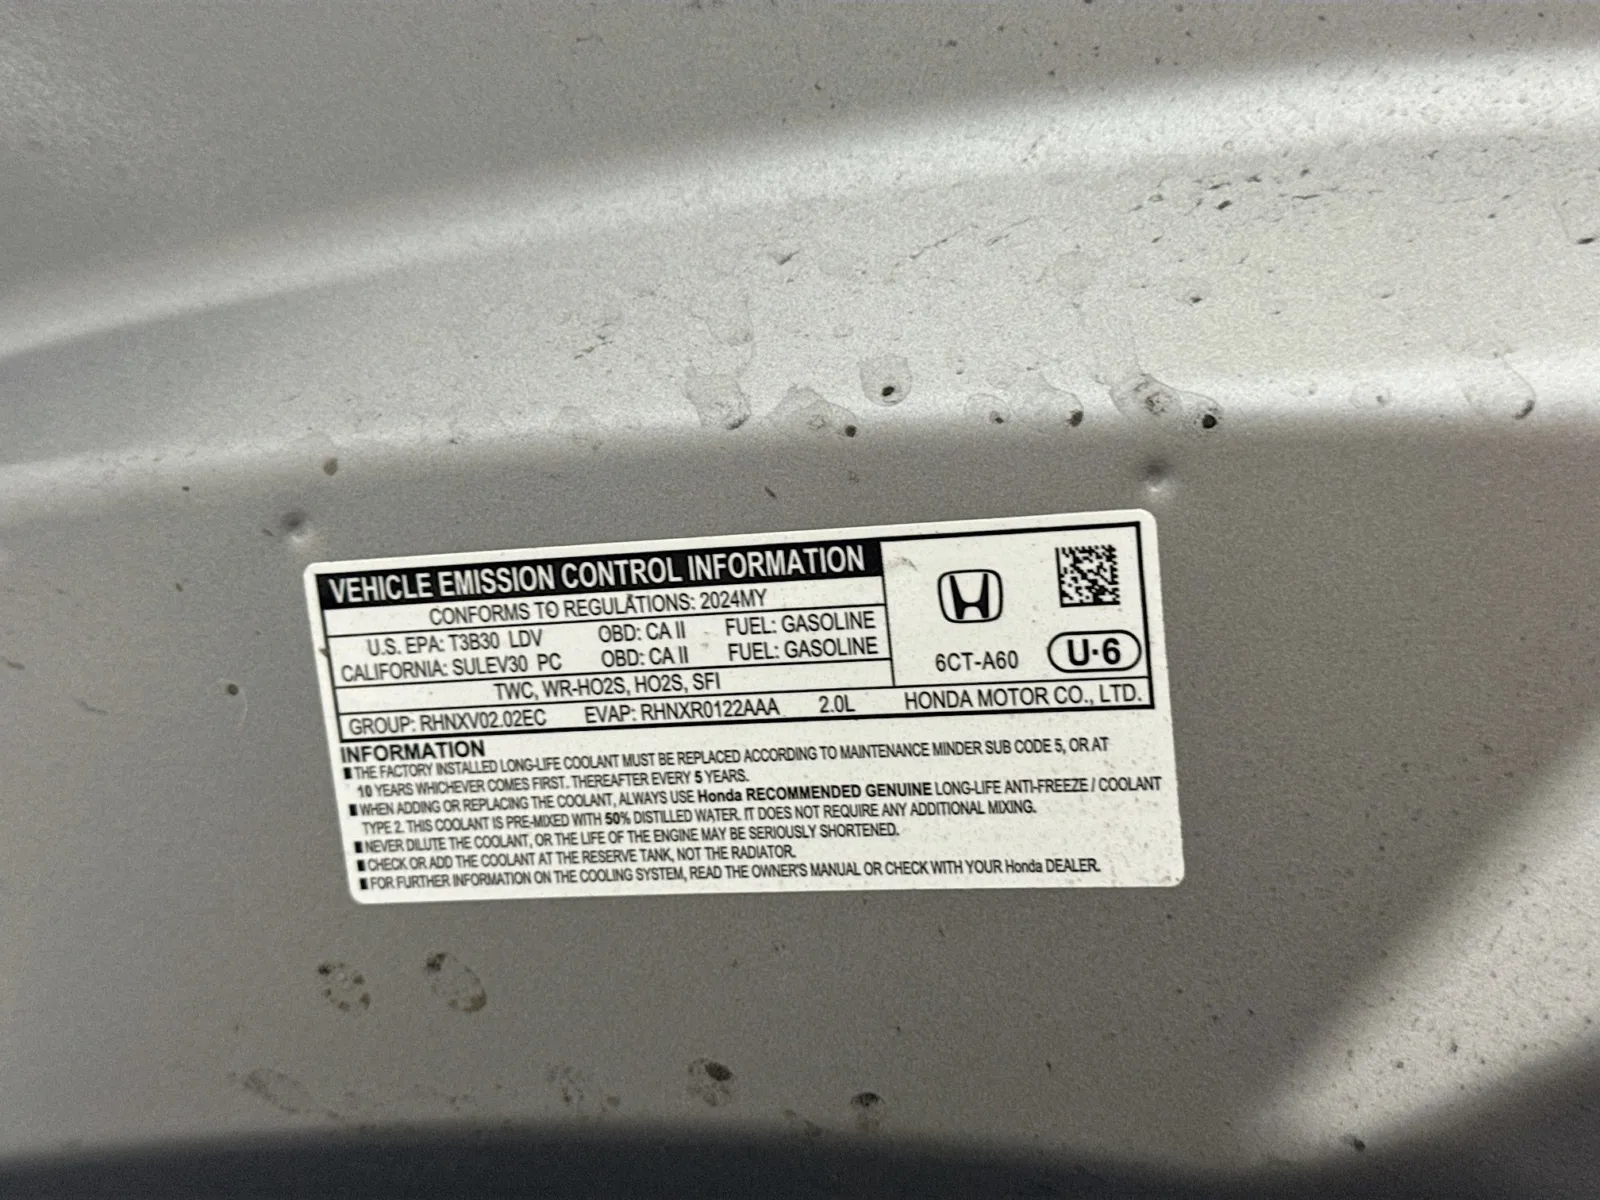 VEHICLE EMISSION CONTROL INFORMATION
CONFORMS TO REGULATIONS: 2024MY
U.S. EPA: T3B30 LDV OBD: CA II FUEL: GASOLINE
CALIFORNIA: SULEV30 PC OBD: CA II FUEL: GASOLINE
TWC, WR-HO2S, HO2S, SFI
6CT-A60 U·6
GROUP: RHNXV02.02EC EVAP: RHNXR0122AAA 2.0L HONDA MOTOR CO., LTD.
INFORMATION
■ THE FACTORY INSTALLED LONG-LIFE COOLANT MUST BE REPLACED ACCORDING TO MAINTENANCE MINDER SUB CODE 5, OR AT
10 YEARS WHICHEVER COMES FIRST. THEREAFTER EVERY 5 YEARS.
■ WHEN ADDING OR REPLACING THE COOLANT, ALWAYS USE Honda RECOMMENDED GENUINE LONG-LIFE ANTI-FREEZE / COOLANT
TYPE 2. THIS COOLANT IS PRE-MIXED WITH 50% DISTILLED WATER. IT DOES NOT REQUIRE ANY ADDITIONAL MIXING.
■ NEVER DILUTE THE COOLANT, OR THE LIFE OF THE ENGINE MAY BE SERIOUSLY SHORTENED.
■ CHECK OR ADD THE COOLANT AT THE RESERVE TANK, NOT THE RADIATOR.
■ FOR FURTHER INFORMATION ON THE COOLING SYSTEM, READ THE OWNER'S MANUAL OR CHECK WITH YOUR Honda DEALER.